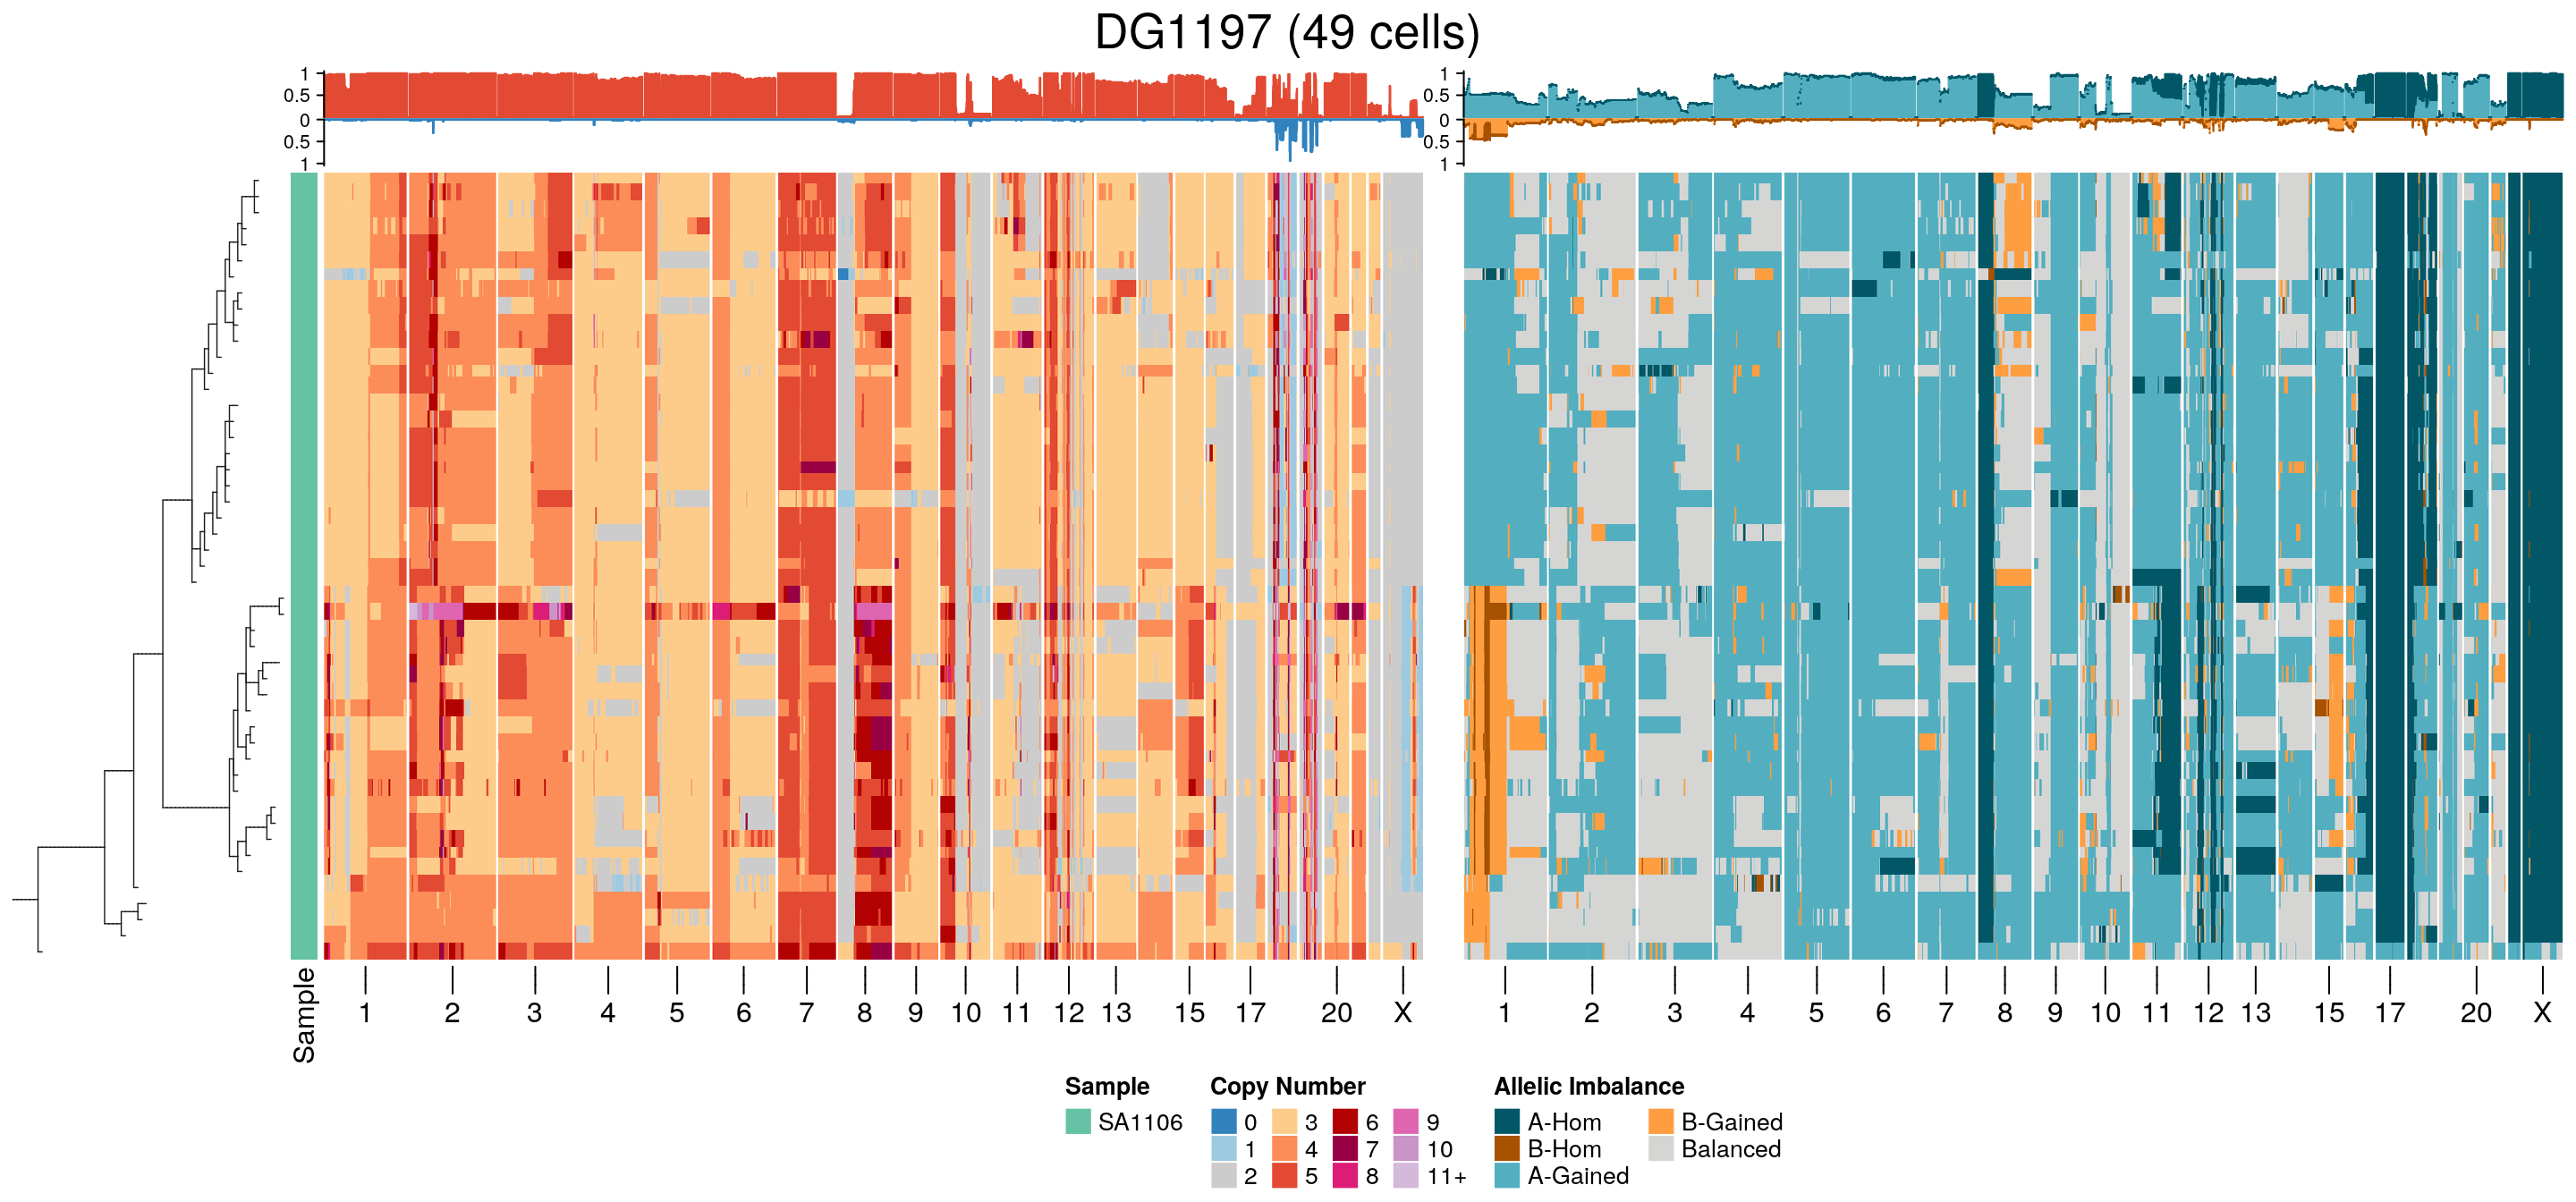 DG1197 (49 cells)
1 1
0.5 0.5
0 0
0.5 0.5
1 1
Sample 1 2 3 4 5 6 7 8 9 10 11 12 13 15 17 20 X 1 2 3 4 5 6 7 8 9 10 11 12 13 15 17 20 X
Sample Copy Number Allelic Imbalance
SA1106 0 3 6 9 A-Hom B-Gained
1 4 7 10 B-Hom Balanced
2 5 8 11+ A-Gained